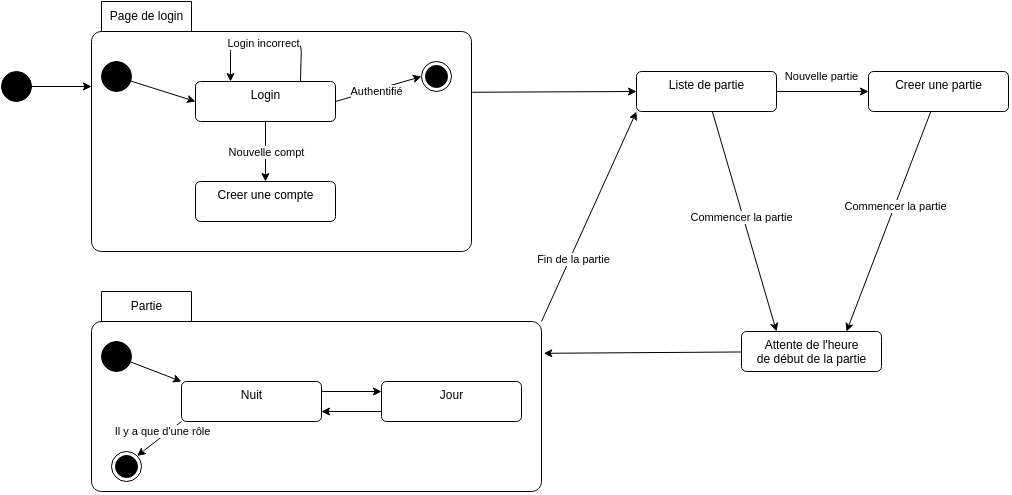 Page de login
Login incorrect
Login
Authentifié
Nouvelle compt
Creer une compte
Liste de partie
Nouvelle partie
Creer une partie
Commencer la partie
Commencer la partie
Fin de la partie
Attente de l'heure
de début de la partie
Partie
Nuit
Jour
Il y a que d'une rôle